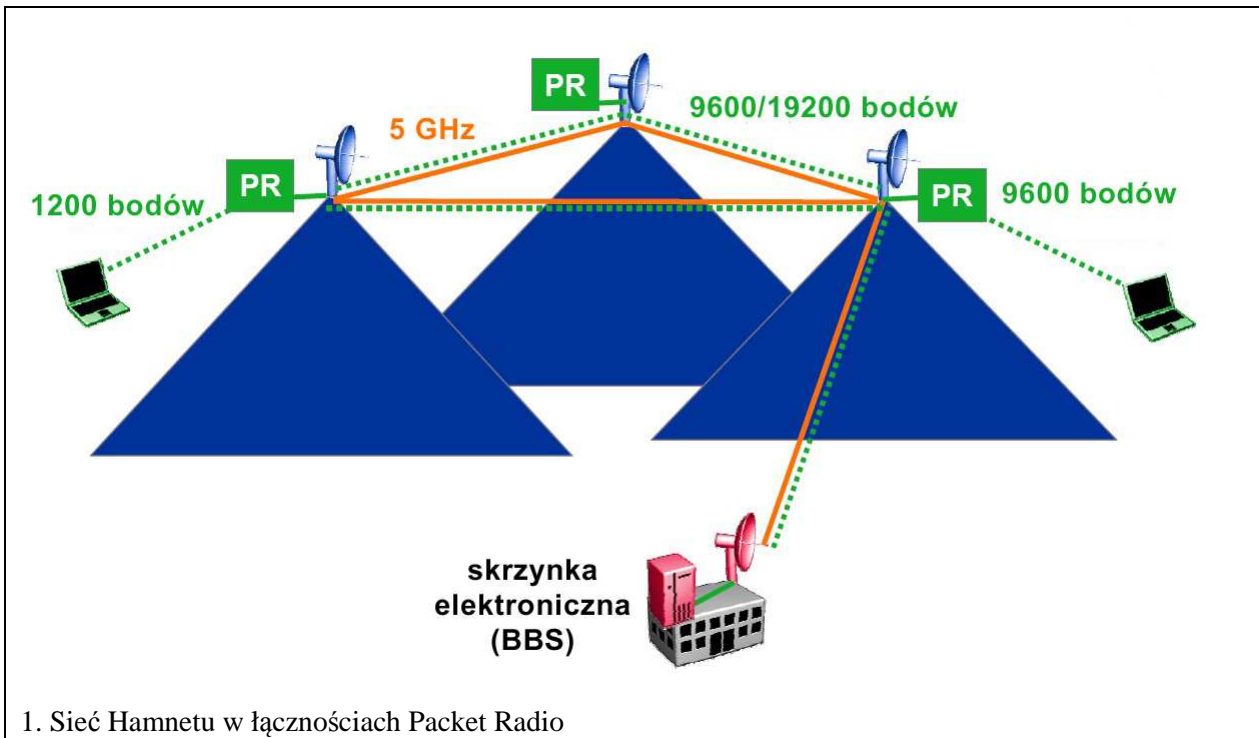 PR
9600/19200 bodów
5 GHz
PR
1200 bodów
PR
9600 bodów
skrzynka
elektroniczna
(BBS)
1. Sieć Hamnetu w łącznościach Packet Radio